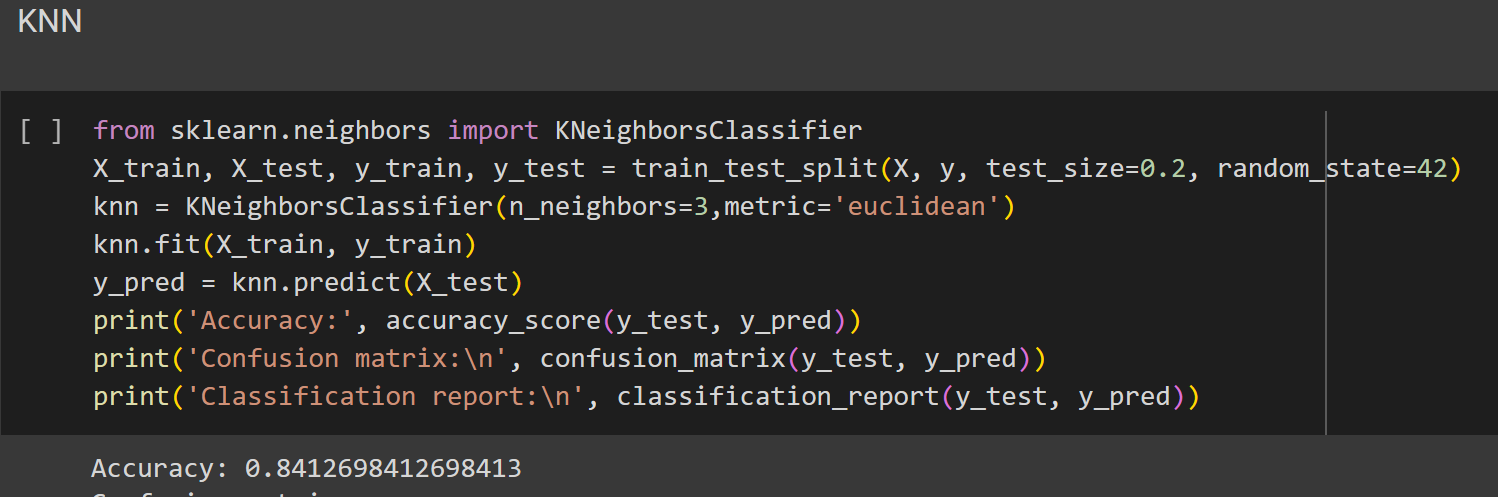 KNN
[ ] from sklearn.neighbors import KNeighborsClassifier
X_train, X_test, y_train, y_test = train_test_split(X, y, test_size=0.2, random_state=42)
knn = KNeighborsClassifier(n_neighbors=3,metric='euclidean')
knn.fit(X_train, y_train)
y_pred = knn.predict(X_test)
print('Accuracy:', accuracy_score(y_test, y_pred))
print('Confusion matrix:\n', confusion_matrix(y_test, y_pred))
print('Classification report:\n', classification_report(y_test, y_pred))
Accuracy: 0.8412698412698413